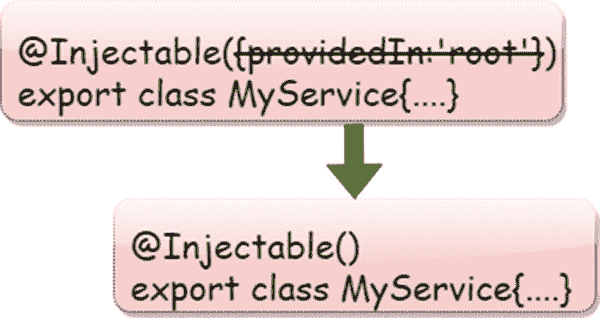 @Injectable({providedIn:'root'})
export class MyService{....}
@Injectable()
export class MyService{....}